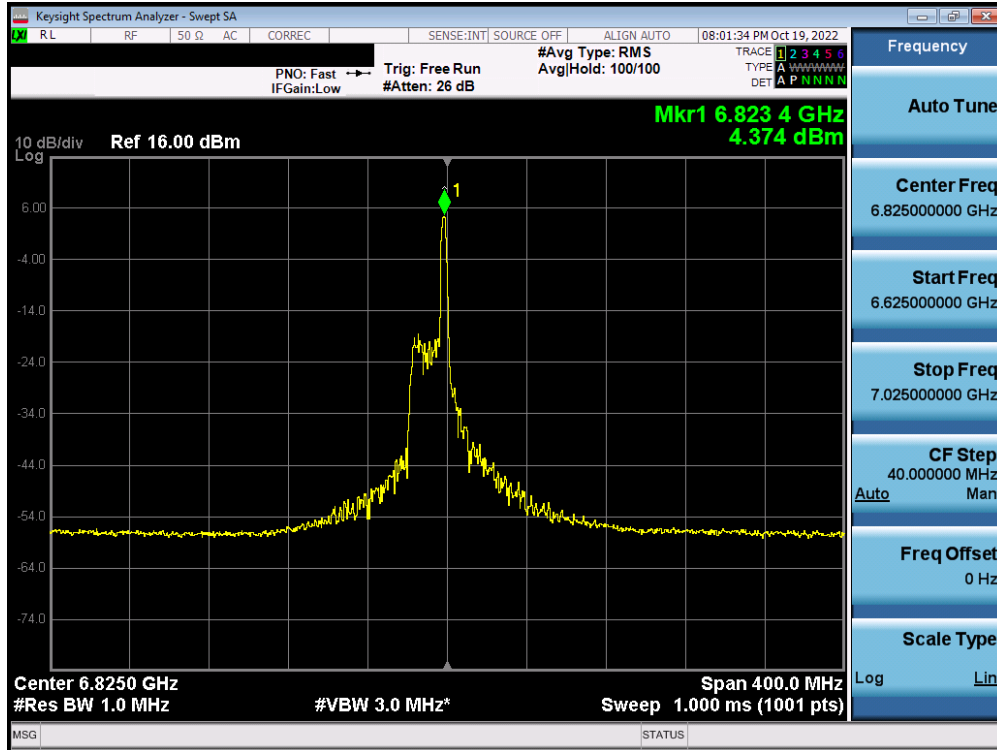 Keysight Spectrum Analyzer - Swept SA
LXI RL RF 50 Ω AC CORREC SENSE:INT SOURCE OFF ALIGN AUTO 08:01:34 PM Oct 19, 2022
PNO: Fast
IFGain:Low
Trig: Free Run
#Atten: 26 dB
#Avg Type: RMS
Avg|Hold: 100/100
TRACE 1 2 3 4 5 6
TYPE A WWWWW
DET A P N N N N
Mkr1 6.823 4 GHz
4.374 dBm
10 dB/div
Log
Ref 16.00 dBm
1
6.00
-4.00
-14.0
-24.0
-34.0
-44.0
-54.0
-64.0
-74.0
Center 6.8250 GHz
Span 400.0 MHz
#Res BW 1.0 MHz
#VBW 3.0 MHz*
Sweep 1.000 ms (1001 pts)
MSG
STATUS
Frequency
Auto Tune
Center Freq
6.825000000 GHz
Start Freq
6.625000000 GHz
Stop Freq
7.025000000 GHz
CF Step
40.000000 MHz
Auto Man
Freq Offset
0 Hz
Scale Type
Log Lin